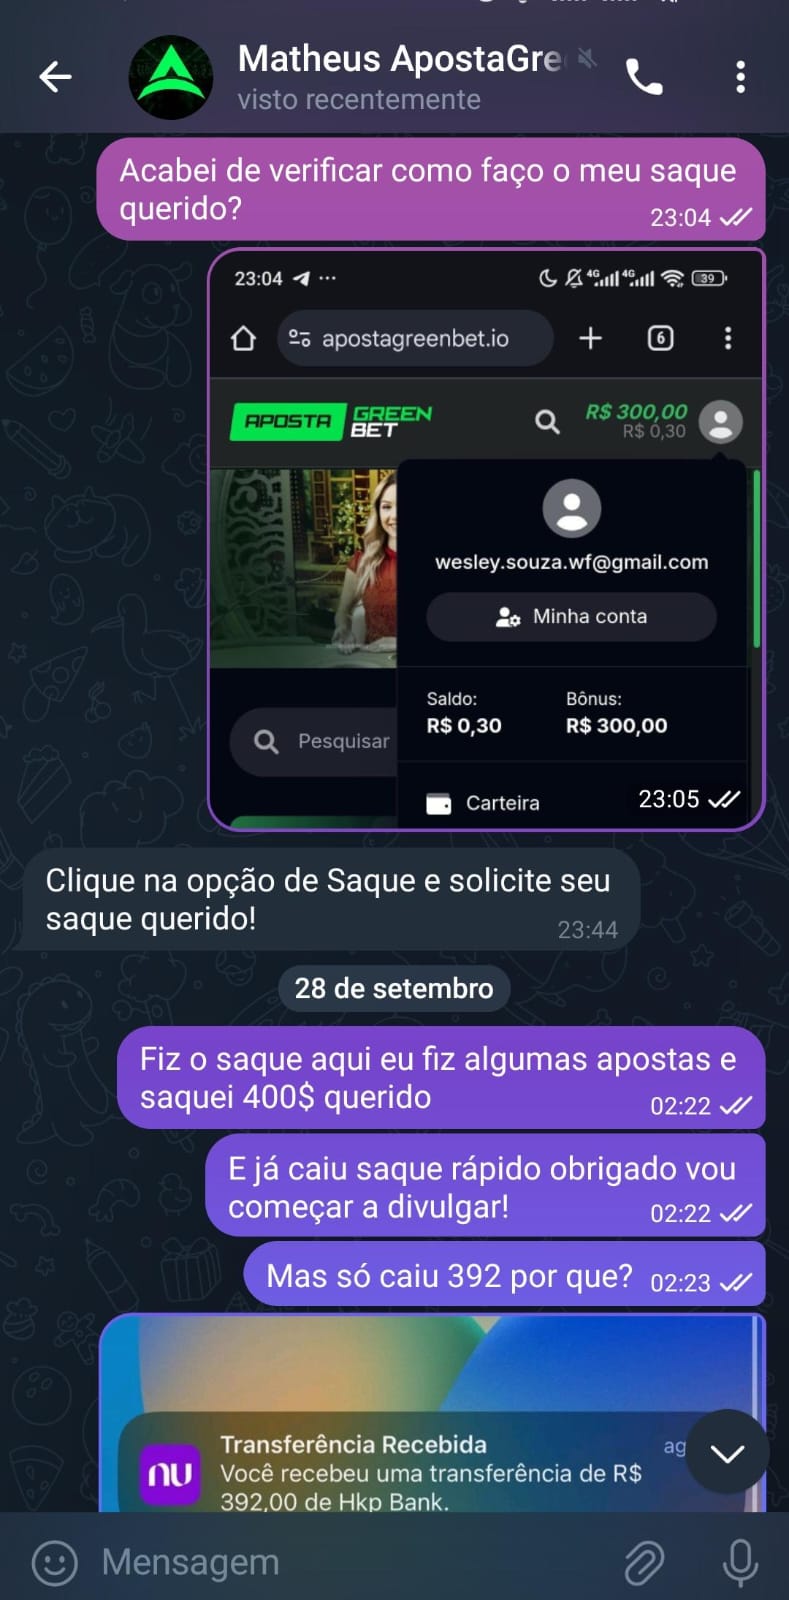 Matheus ApostaGre
visto recentemente
Acabei de verificar como faço o meu saque
querido?
23:04
23:04
4G
4G
39
apostagreenbet.io
6
APOSTA GREEN
BET
R$ 300,00
R$ 0,30
wesley.souza.wf@gmail.com
Minha conta
Saldo:
Bônus:
R$ 0,30
R$ 300,00
Pesquisar
Carteira
23:05
Clique na opção de Saque e solicite seu
saque querido!
23:44
28 de setembro
Fiz o saque aqui eu fiz algumas apostas e
saquei 400$ querido
02:22
E já caiu saque rápido obrigado vou
começar a divulgar!
02:22
Mas só caiu 392 por que?
02:23
Transferência Recebida
ag
nu
Você recebeu uma transferência de R$
392,00 de Hkp Bank.
Mensagem